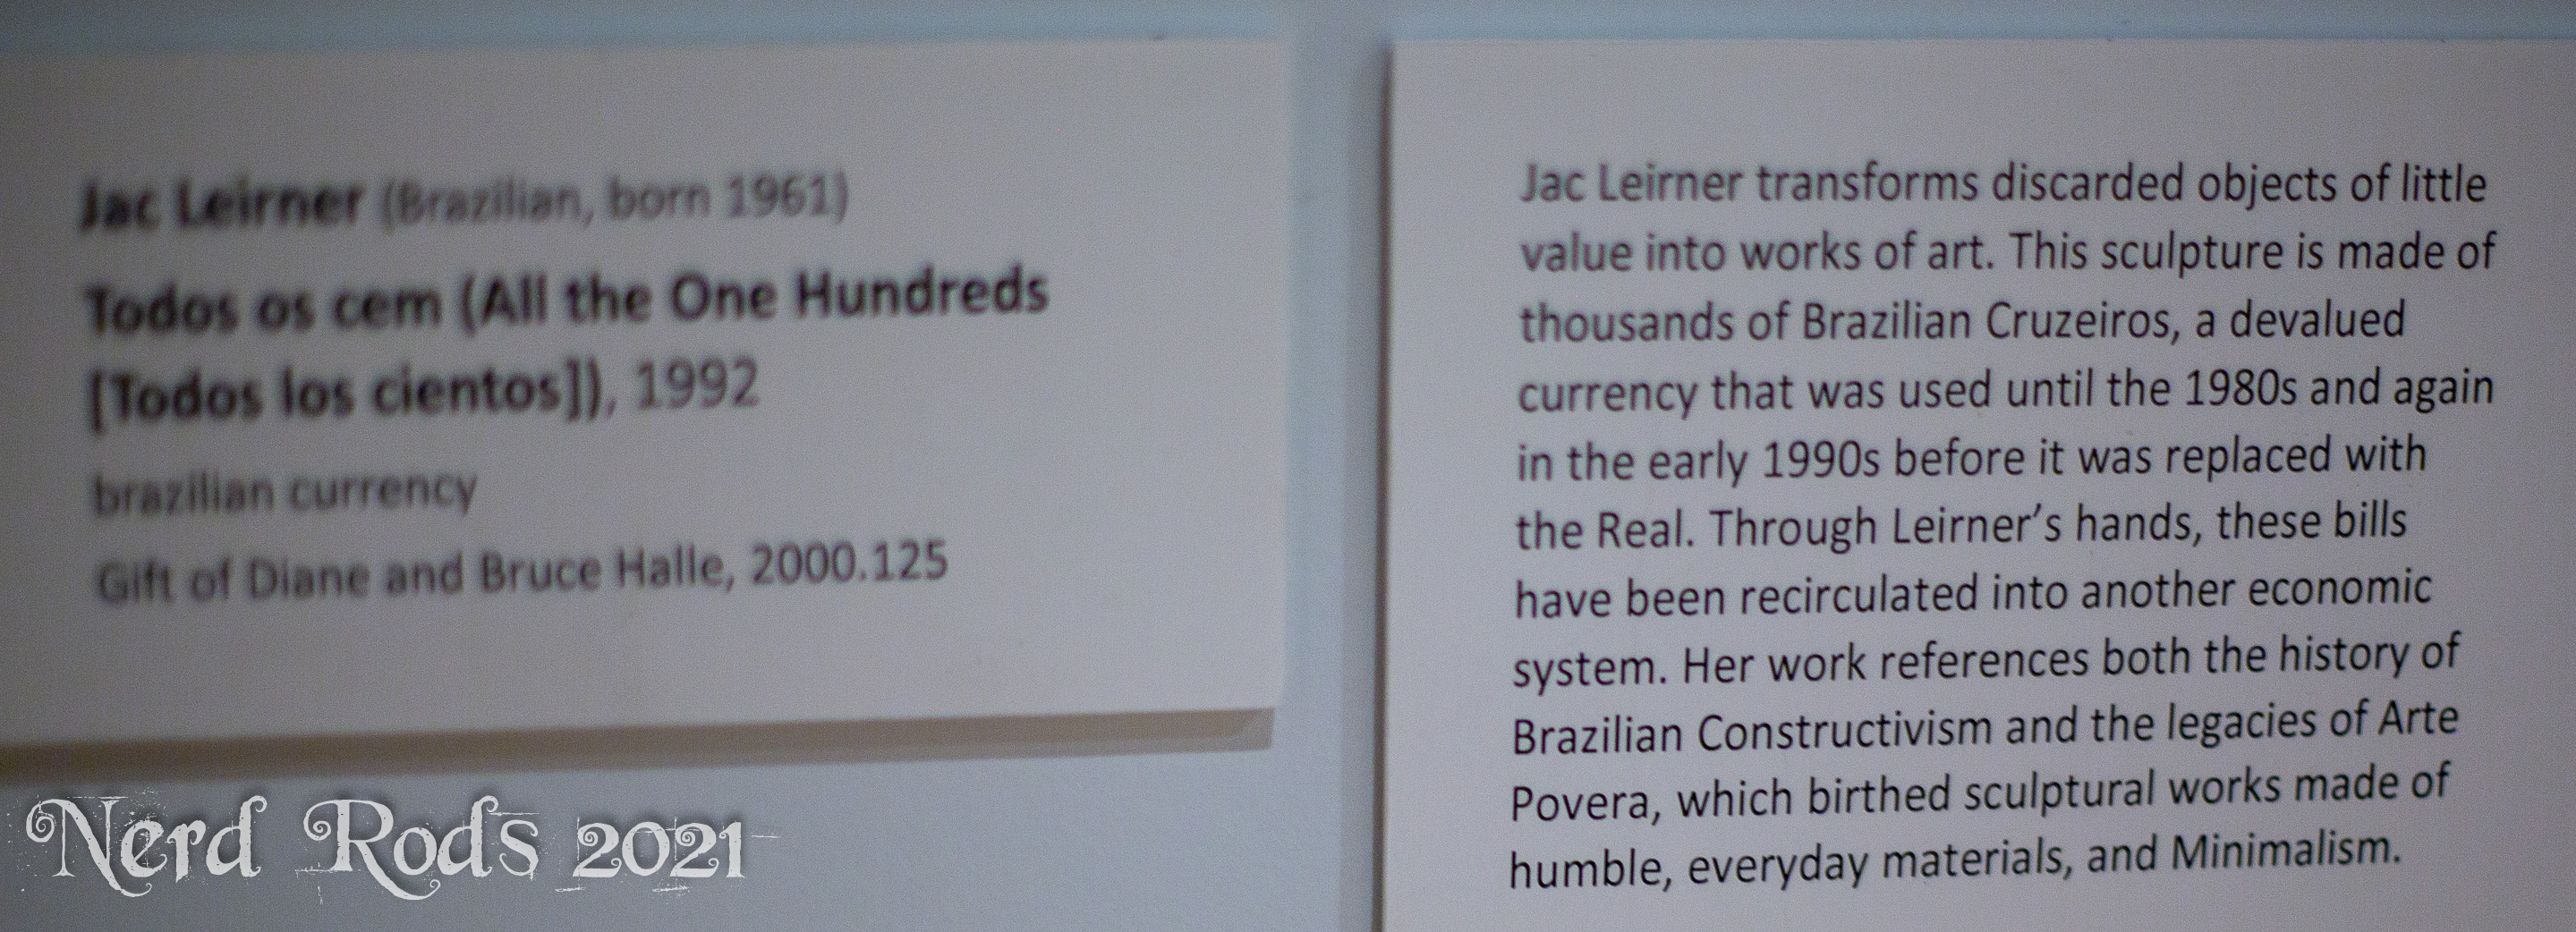 Jac Leirner (Brazilian, born 1961)
Todos os cem (All the One Hundreds
[Todos los cientos]), 1992
brazilian currency
Gift of Diane and Bruce Halle, 2000.125
Jac Leirner transforms discarded objects of little
value into works of art. This sculpture is made of
thousands of Brazilian Cruzeiros, a devalued
currency that was used until the 1980s and again
in the early 1990s before it was replaced with
the Real. Through Leirner’s hands, these bills
have been recirculated into another economic
system. Her work references both the history of
Brazilian Constructivism and the legacies of Arte
Povera, which birthed sculptural works made of
humble, everyday materials, and Minimalism.
Nerd Rods 2021